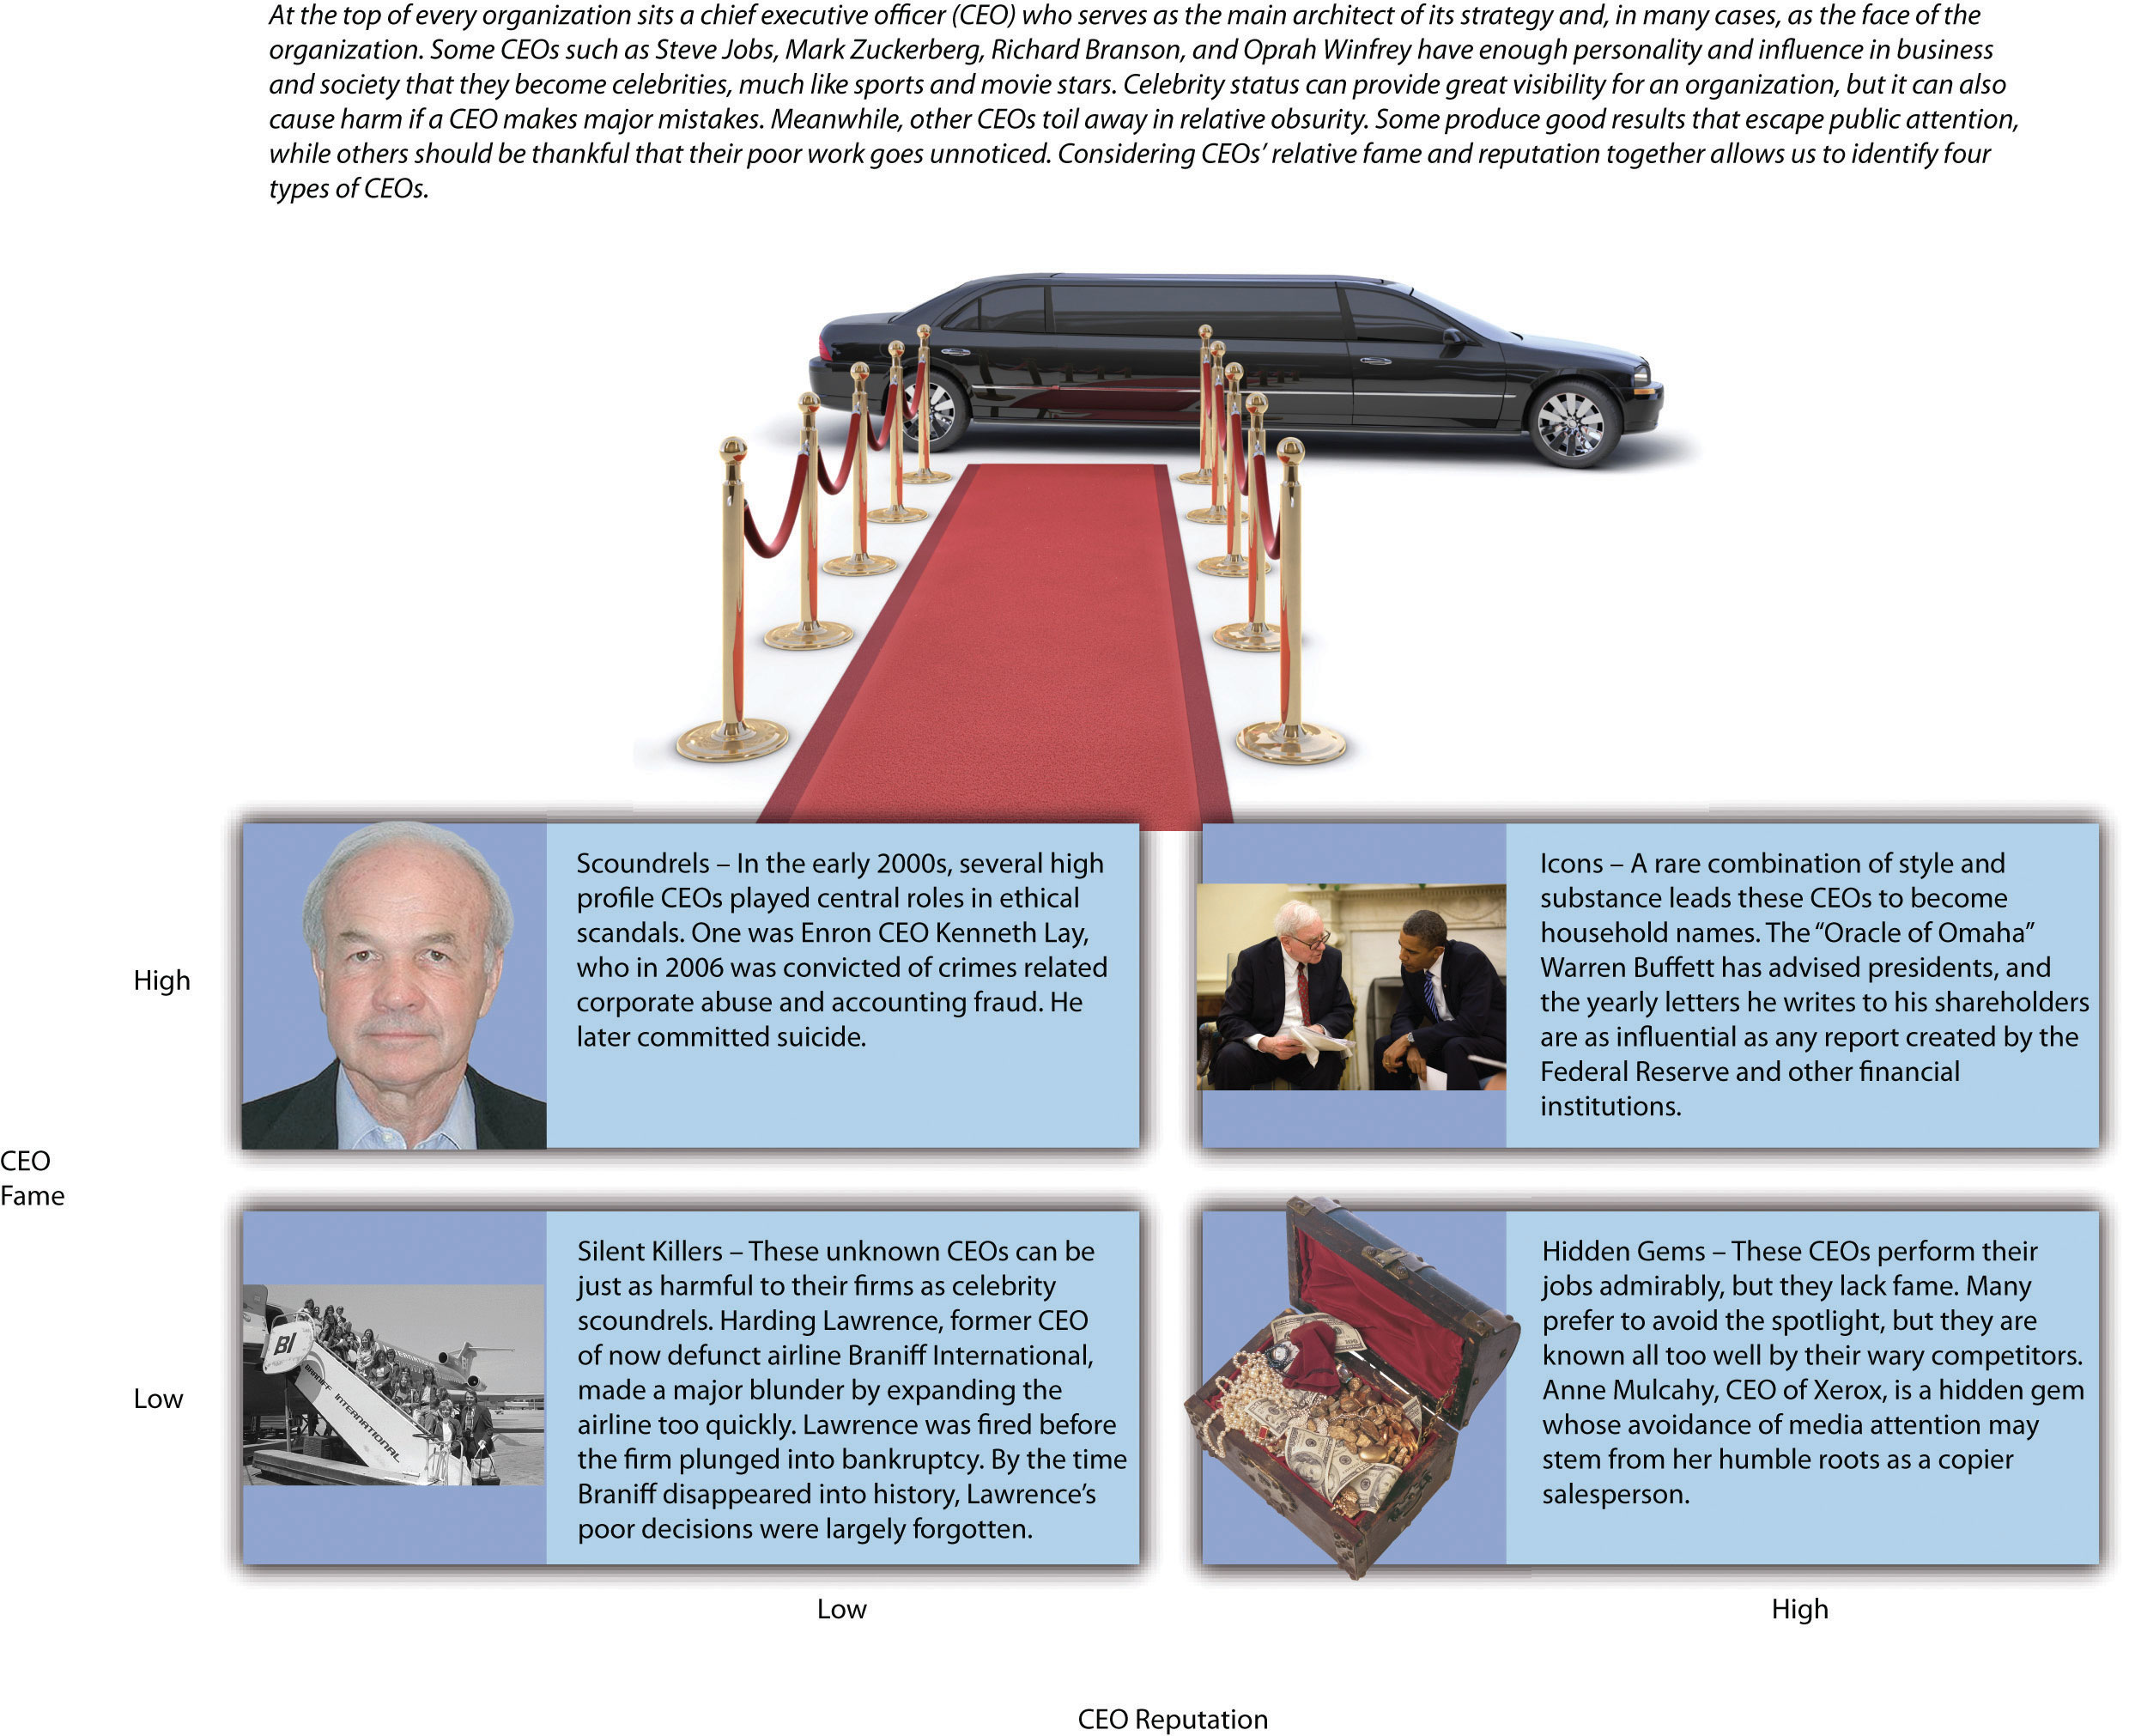 At the top of every organization sits a chief executive officer (CEO) who serves as the main architect of its strategy and, in many cases, as the face of the
organization. Some CEOs such as Steve Jobs, Mark Zuckerberg, Richard Branson, and Oprah Winfrey have enough personality and influence in business
and society that they become celebrities, much like sports and movie stars. Celebrity status can provide great visibility for an organization, but it can also
cause harm if a CEO makes major mistakes. Meanwhile, other CEOs toil away in relative obsurity. Some produce good results that escape public attention,
while others should be thankful that their poor work goes unnoticed. Considering CEOs’ relative fame and reputation together allows us to identify four
types of CEOs.
Scoundrels – In the early 2000s, several high
profile CEOs played central roles in ethical
scandals. One was Enron CEO Kenneth Lay,
who in 2006 was convicted of crimes related
corporate abuse and accounting fraud. He
later committed suicide.
Icons – A rare combination of style and
substance leads these CEOs to become
household names. The “Oracle of Omaha”
Warren Buffett has advised presidents, and
the yearly letters he writes to his shareholders
are as influential as any report created by the
Federal Reserve and other financial
institutions.
High
CEO
Fame
Silent Killers – These unknown CEOs can be
just as harmful to their firms as celebrity
scoundrels. Harding Lawrence, former CEO
of now defunct airline Braniff International,
made a major blunder by expanding the
airline too quickly. Lawrence was fired before
the firm plunged into bankruptcy. By the time
Braniff disappeared into history, Lawrence’s
poor decisions were largely forgotten.
BI
BRANIFF INTERNATIONAL
Hidden Gems – These CEOs perform their
jobs admirably, but they lack fame. Many
prefer to avoid the spotlight, but they are
known all too well by their wary competitors.
Anne Mulcahy, CEO of Xerox, is a hidden gem
whose avoidance of media attention may
stem from her humble roots as a copier
salesperson.
Low
Low
High
CEO Reputation